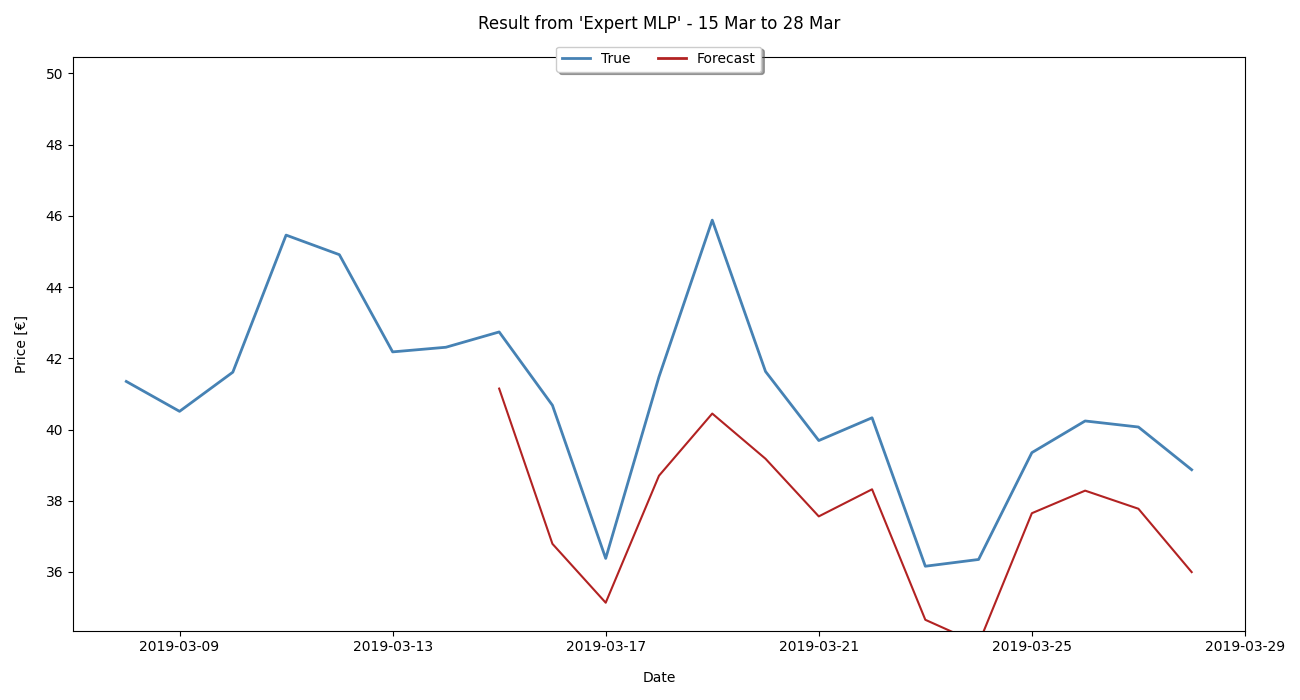 Result from 'Expert MLP' - 15 Mar to 28 Mar
True Forecast
50
48
46
44
42
40
38
36
Price [€]
2019-03-09 2019-03-13 2019-03-17 2019-03-21 2019-03-25 2019-03-29
Date